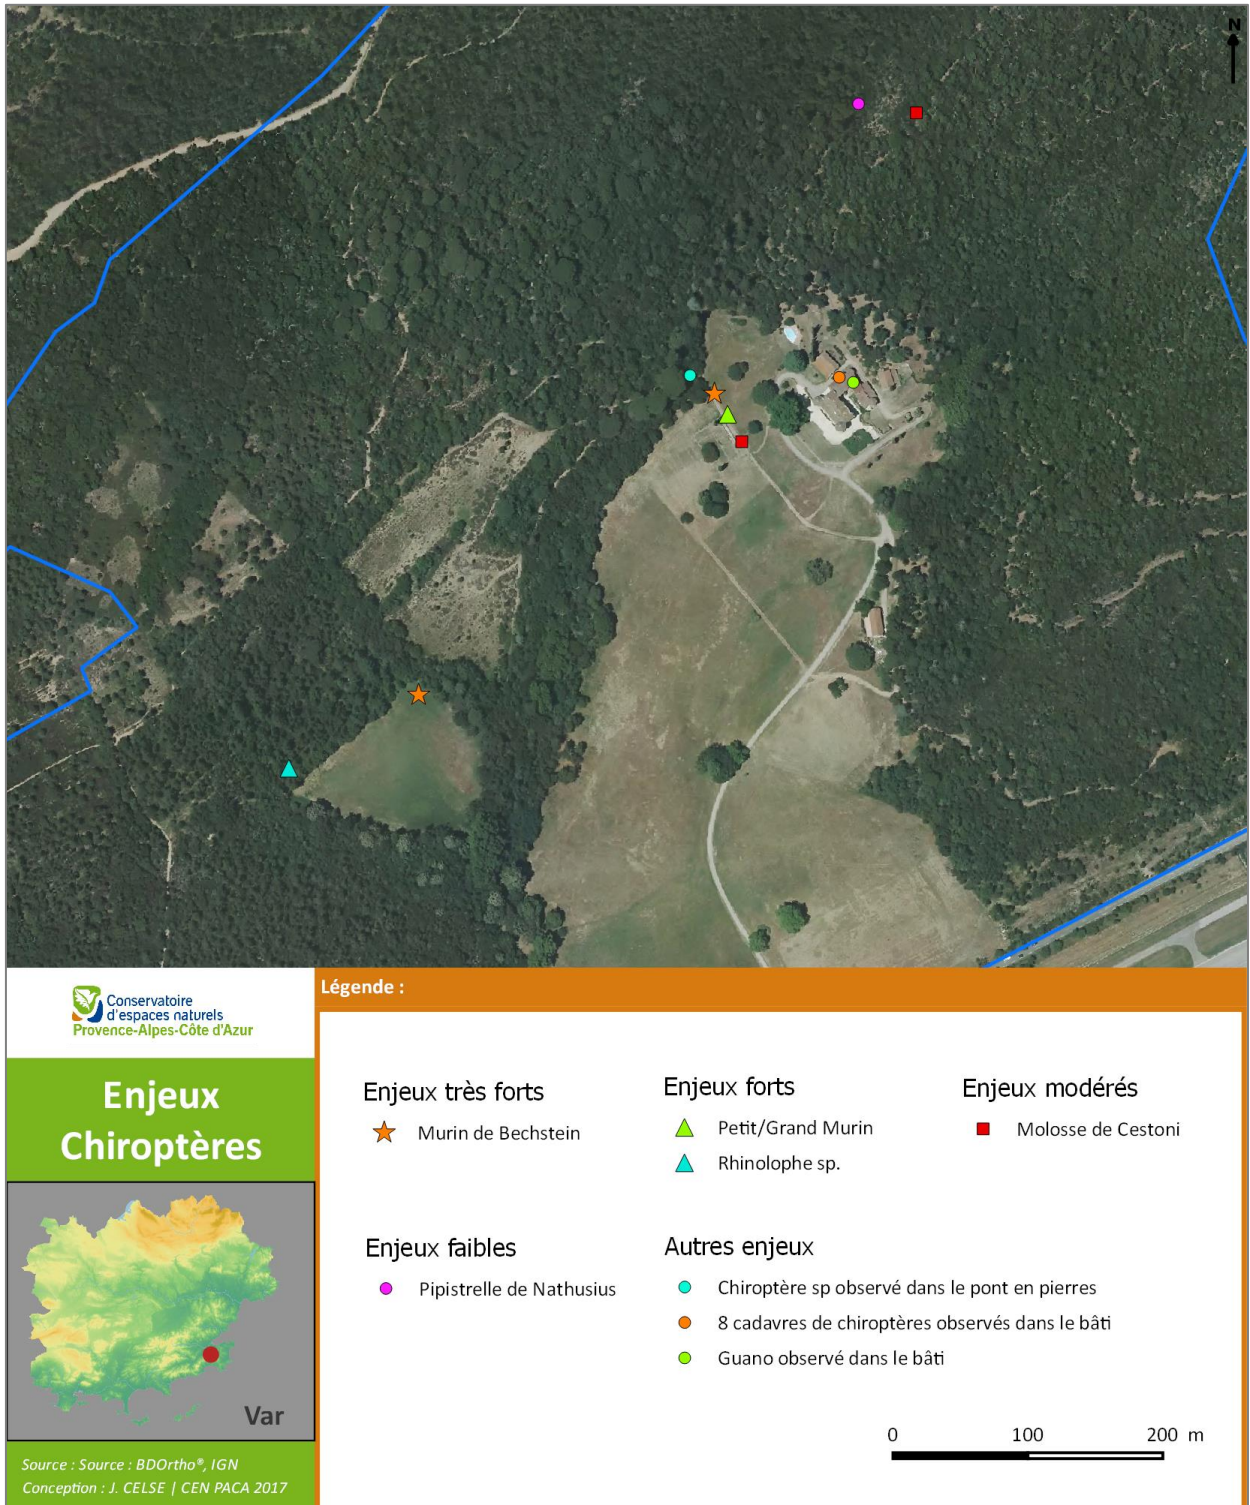 N
Conservatoire
d'espaces naturels
Provence-Alpes-Côte d'Azur
Enjeux
Chiroptères
Var
Source : Source : BDOrtho®, IGN
Conception : J. CELSE | CEN PACA 2017
Légende :
Enjeux très forts
Murin de Bechstein
Enjeux forts
Petit/Grand Murin
Rhinolophe sp.
Enjeux modérés
Molosse de Cestoni
Enjeux faibles
Pipistrelle de Nathusius
Autres enjeux
Chiroptère sp observé dans le pont en pierres
8 cadavres de chiroptères observés dans le bâti
Guano observé dans le bâti
0 100 200 m